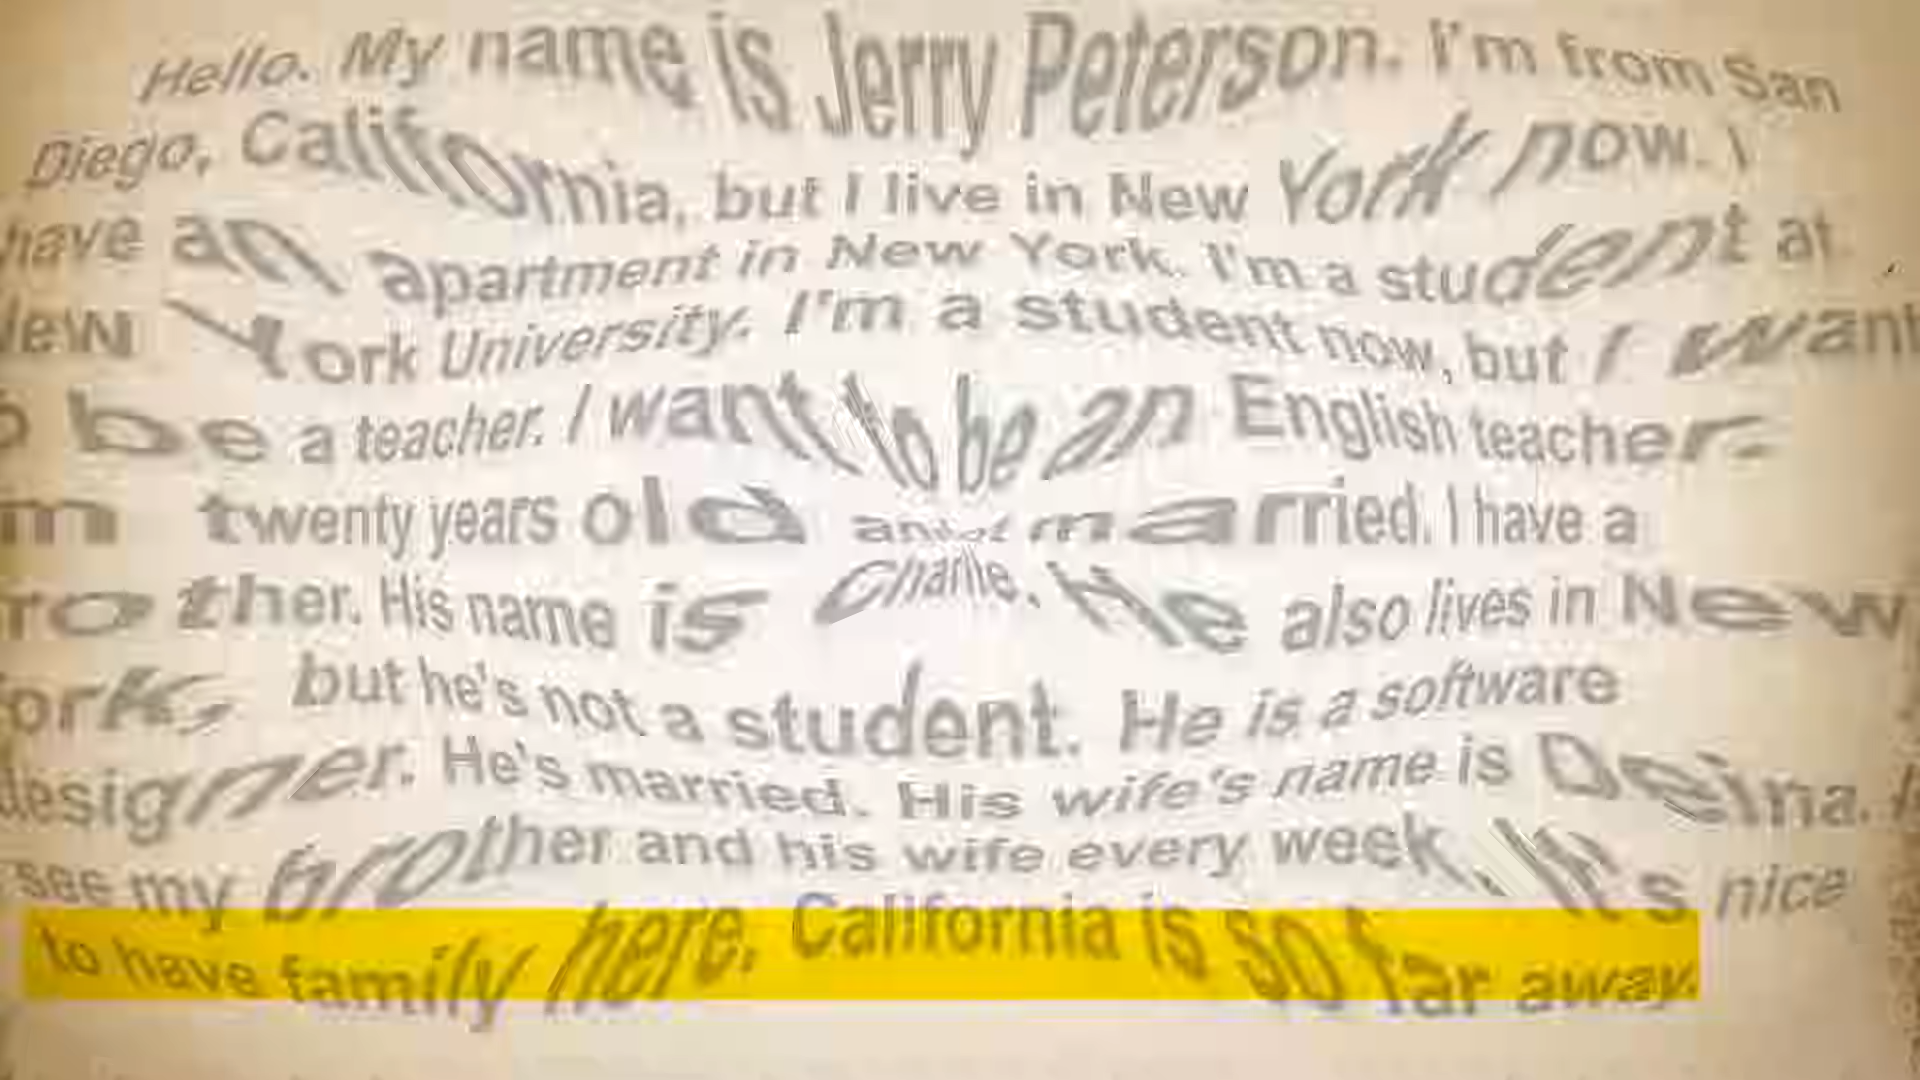 Hello. My name is Jerry Peterson. I'm from San
Diego, California, but I live in New York now. I
have an apartment in New York. I'm a student at
New York University. I'm a student now, but I want
be a teacher. I want to be an English teacher.
twenty years old married. I have a
brother. His name is Charlie. He also lives in New
York, but he's not a student. He is a software
designer. He's married. His wife's name is
see my brother and his wife every week. It's nice
to have family here. California is so far away.